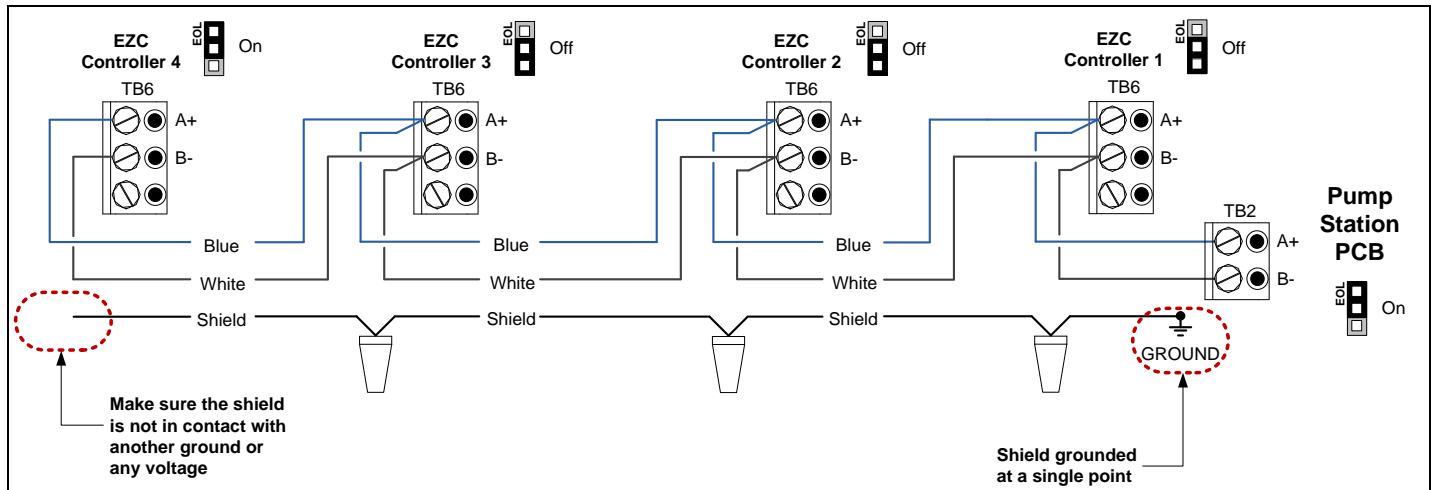 EZC
Controller 4
EOL
On
EZC
Controller 3
EOL
Off
EZC
Controller 2
EOL
Off
EZC
Controller 1
EOL
Off
TB6
A+
B-
TB6
A+
B-
TB6
A+
B-
TB6
A+
B-
TB2
A+
B-
Pump
Station
PCB
EOL
On
Blue
Blue
Blue
White
White
White
Shield
Shield
Shield
GROUND
Make sure the shield
is not in contact with
another ground or
any voltage
Shield grounded
at a single point